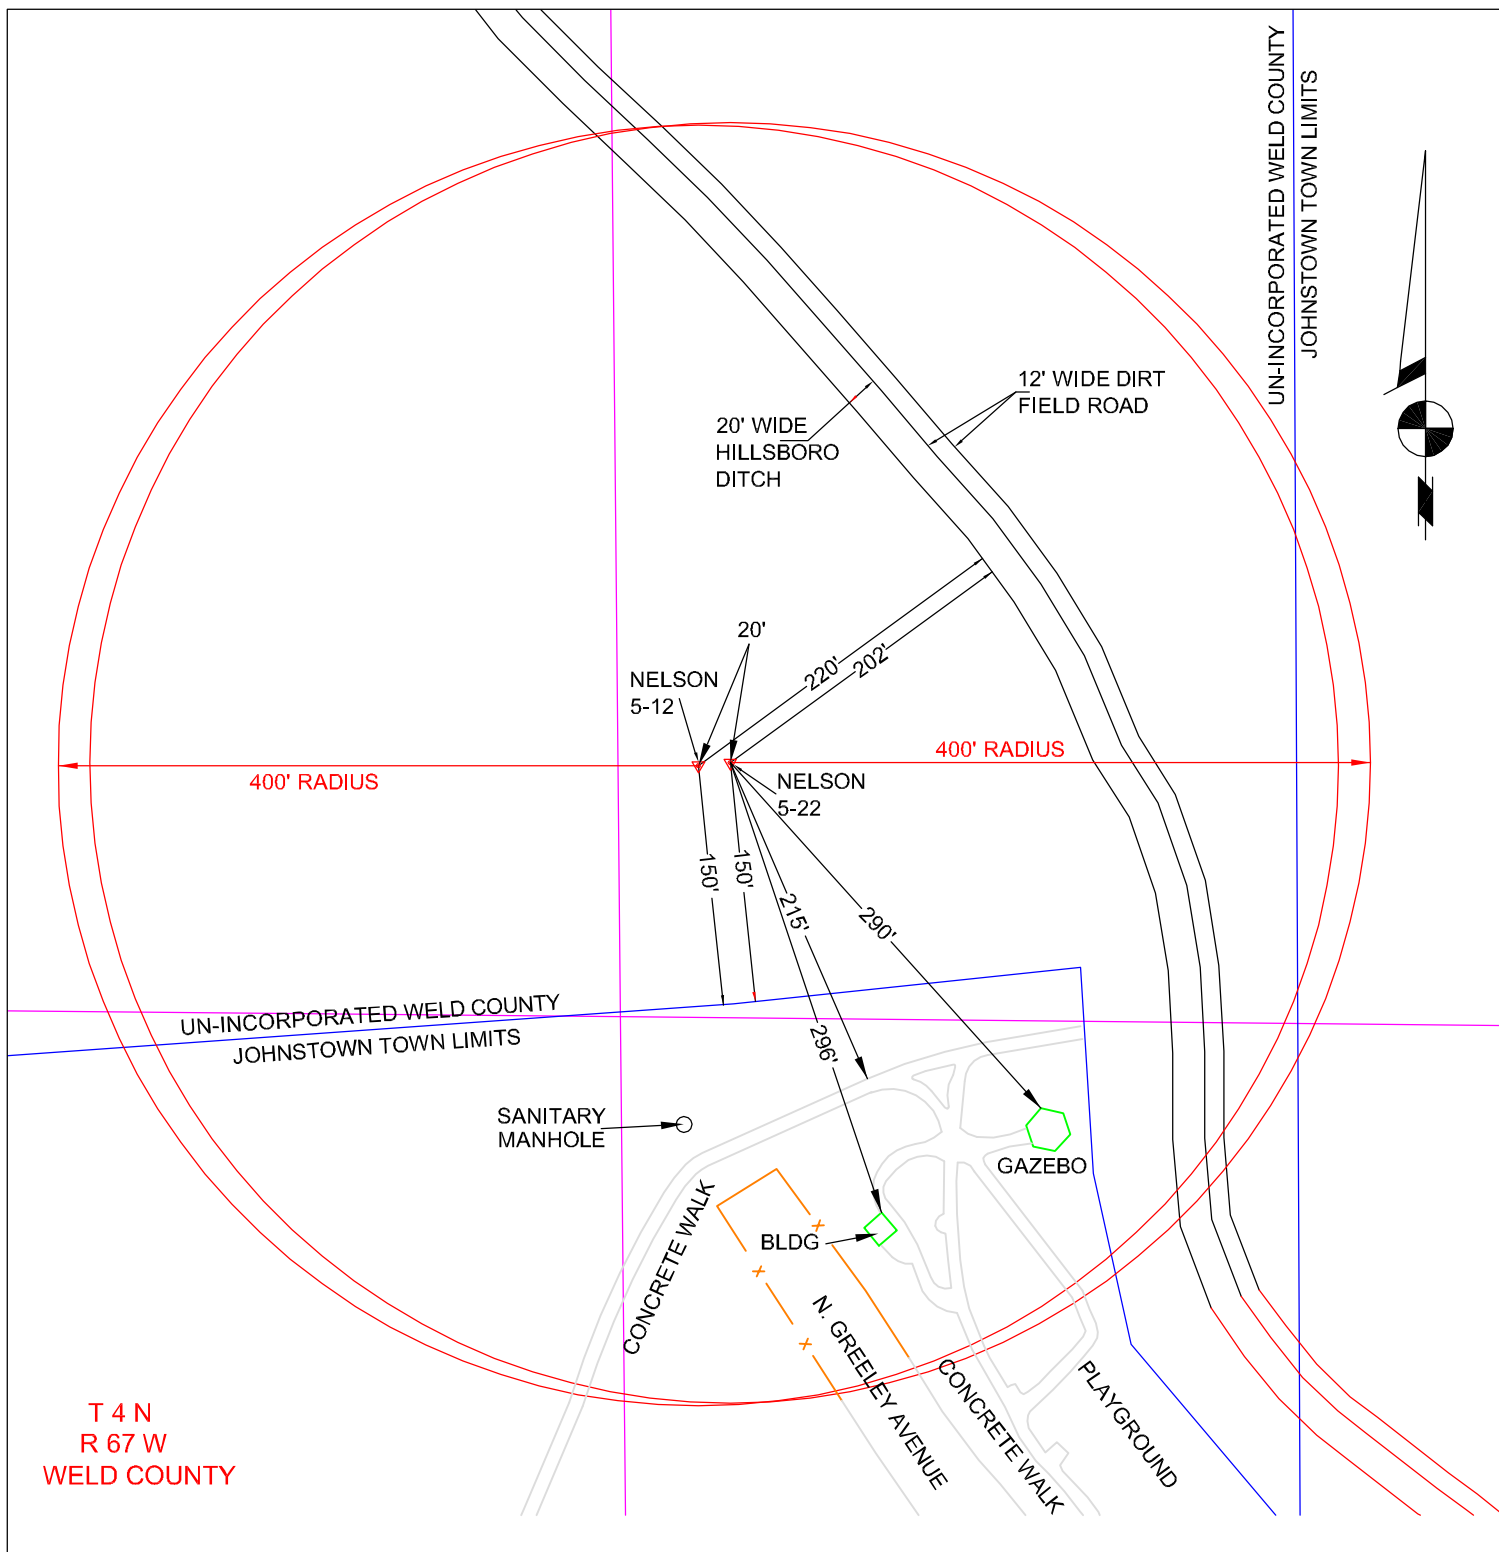 UN-INCORPORATED WELD COUNTY
JOHNSTOWN TOWN LIMITS
12' WIDE DIRT
FIELD ROAD
20' WIDE
HILLSBORO
DITCH
20'
NELSON
5-12
220'
202'
400' RADIUS
400' RADIUS
NELSON
5-22
150'
150'
215'
290'
296'
UN-INCORPORATED WELD COUNTY
JOHNSTOWN TOWN LIMITS
SANITARY
MANHOLE
GAZEBO
BLDG
CONCRETE WALK
N. GREELEY AVENUE
CONCRETE WALK
PLAYGROUND
T 4 N
R 67 W
WELD COUNTY
N